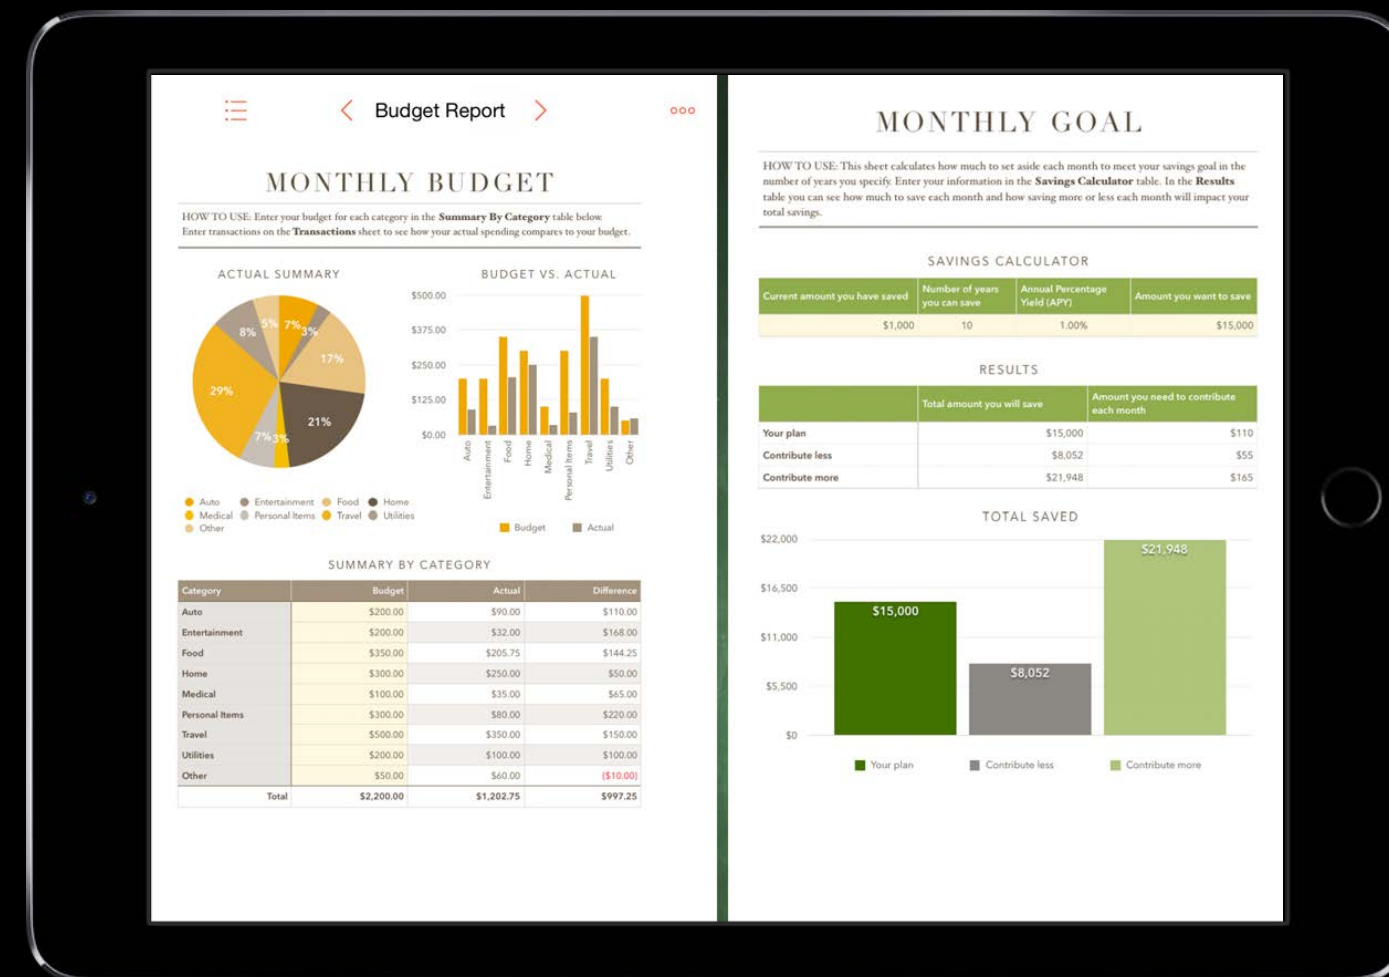 Budget Report
MONTHLY BUDGET
HOW TO USE: Enter your budget for each category in the Summary By Category table below.
Enter transactions on the Transactions sheet to see how your actual spending compares to your budget.
ACTUAL SUMMARY
5% 7% 3%
8%
17%
29%
21%
7% 3%
Auto Entertainment Food Home
Medical Personal Items Travel Utilities
Other
BUDGET VS. ACTUAL
$500.00
$375.00
$250.00
$125.00
$0.00
Auto
Entertainment
Food
Home
Medical
Personal Items
Travel
Utilities
Other
Budget Actual
SUMMARY BY CATEGORY
Category Budget Actual Difference
Auto $200.00 $90.00 $110.00
Entertainment $200.00 $32.00 $168.00
Food $350.00 $205.75 $144.25
Home $300.00 $250.00 $50.00
Medical $100.00 $35.00 $65.00
Personal Items $300.00 $80.00 $220.00
Travel $500.00 $350.00 $150.00
Utilities $200.00 $100.00 $100.00
Other $50.00 $60.00 ($10.00)
Total $2,200.00 $1,202.75 $997.25
MONTHLY GOAL
HOW TO USE: This sheet calculates how much to set aside each month to meet your savings goal in the
number of years you specify. Enter your information in the Savings Calculator table. In the Results
table you can see how much to save each month and how saving more or less each month will impact your
total savings.
SAVINGS CALCULATOR
Current amount you have saved
Number of years
you can save
Annual Percentage
Yield (APY)
Amount you want to save
$1,000 10 1.00% $15,000
RESULTS
Total amount you will save
Amount you need to contribute
each month
Your plan $15,000 $110
Contribute less $8,052 $55
Contribute more $21,948 $165
TOTAL SAVED
$22,000
$16,500
$11,000
$5,500
$0
$15,000
$8,052
$21,948
Your plan Contribute less Contribute more